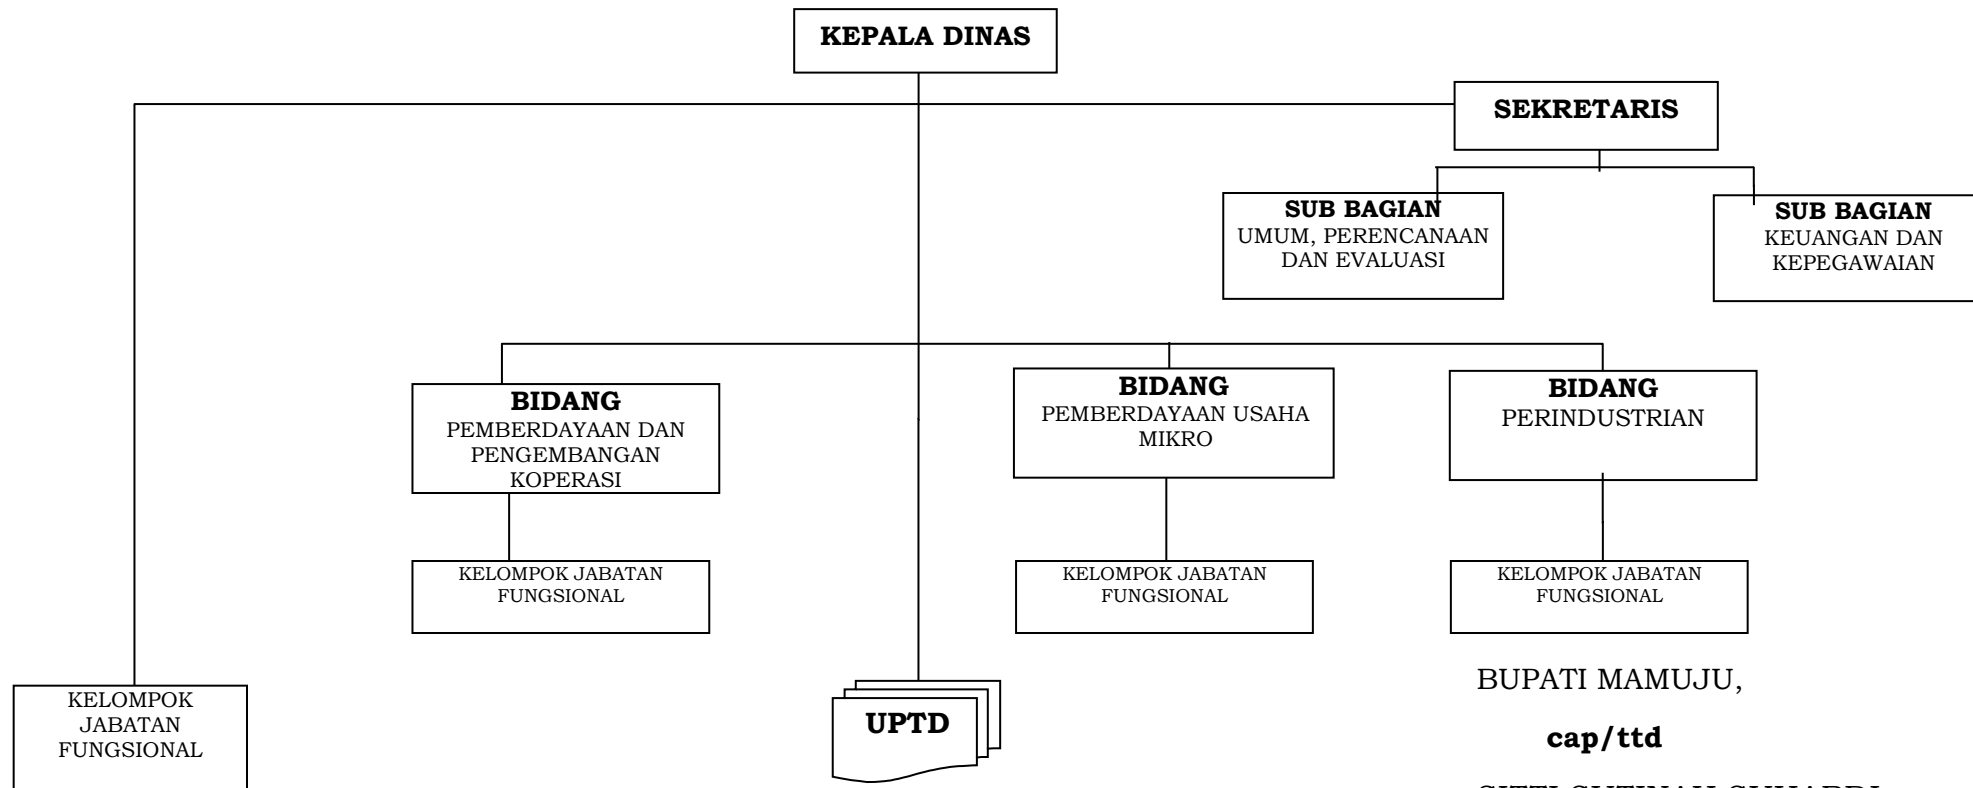 KEPALA DINAS
SEKRETARIS
SUB BAGIAN
UMUM, PERENCANAAN
DAN EVALUASI
SUB BAGIAN
KEUANGAN DAN
KEPEGAWAIAN
BIDANG
PEMBERDAYAAN DAN
PENGEMBANGAN
KOPERASI
BIDANG
PEMBERDAYAAN USAHA
MIKRO
BIDANG
PERINDUSTRIAN
KELOMPOK JABATAN
FUNGSIONAL
KELOMPOK JABATAN
FUNGSIONAL
KELOMPOK JABATAN
FUNGSIONAL
KELOMPOK
JABATAN
FUNGSIONAL
UPTD
BUPATI MAMUJU,
cap/ttd